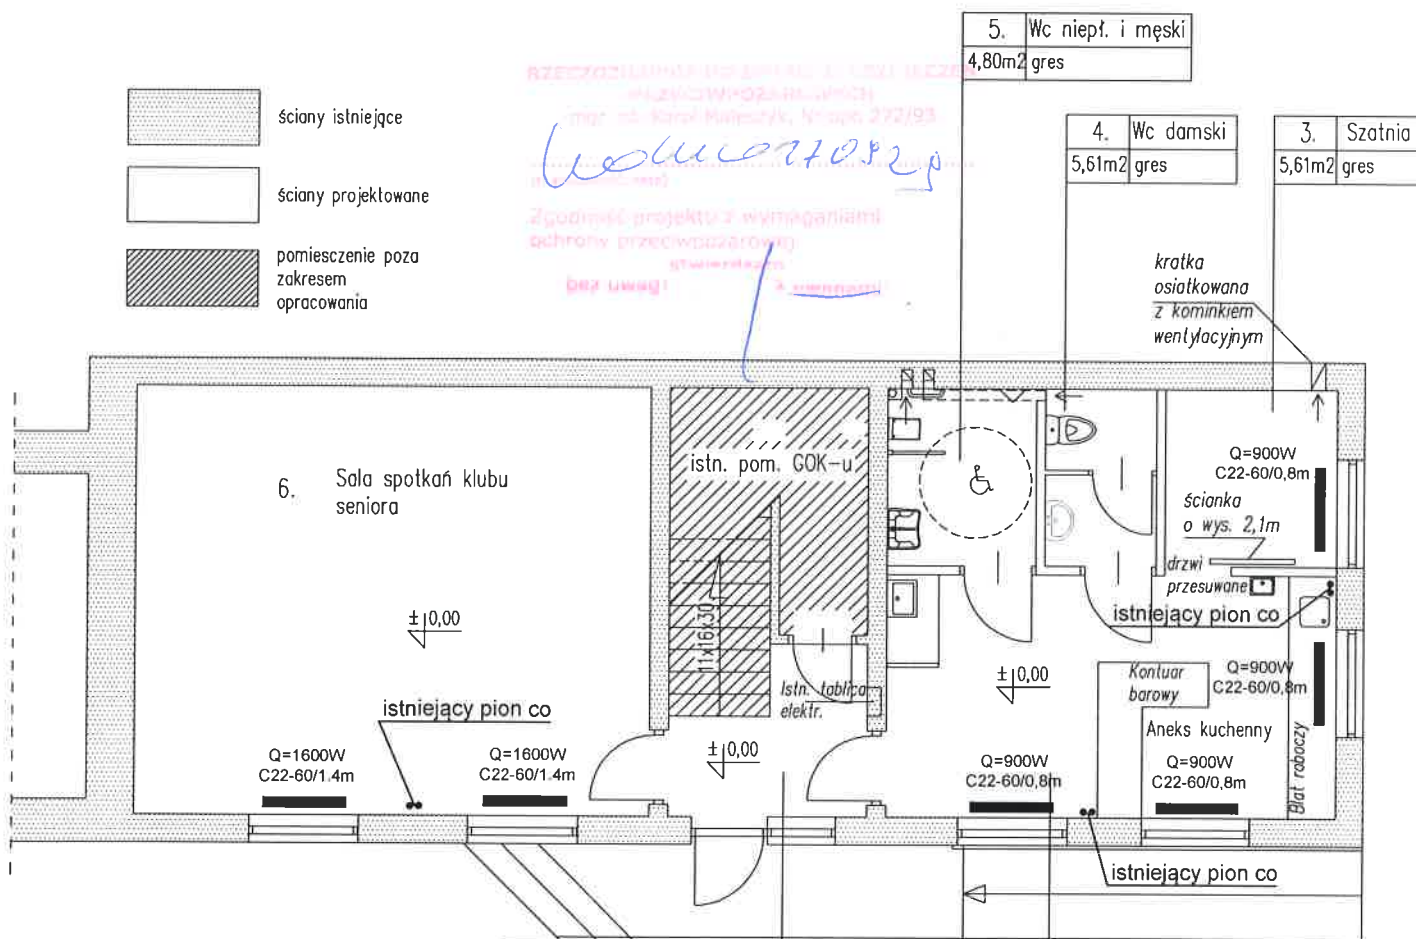 5. Wc niepł. i męski
4,80m2 gres
4. Wc damski
5,61m2 gres
3. Szatnia
5,61m2 gres
ściany istniejące
ściany projektowane
pomiesczenie poza
zakresem
opracowania
Zgodność projektu z wymaganiami
ochrony przeciwpożarowej
stwierdzam
bez uwag
z uwagami
kratka
osiatkowana
z kominkiem
wentylacyjnym
6. Sala spotkań klubu
seniora
istn. pom. GOK-u
Q=900W
C22-60/0,8m
ścianka
o wys. 2,1m
drzwi
przesuwane
istniejący pion co
11x16x30
±0,00
±0,00
±0,00
Istn. tablica
elektr.
Kontuar
barowy
Q=900W
C22-60/0,8m
Aneks kuchenny
Blat roboczy
istniejący pion co
Q=1600W
C22-60/1.4m
Q=1600W
C22-60/1.4m
Q=900W
C22-60/0,8m
Q=900W
C22-60/0,8m
istniejący pion co